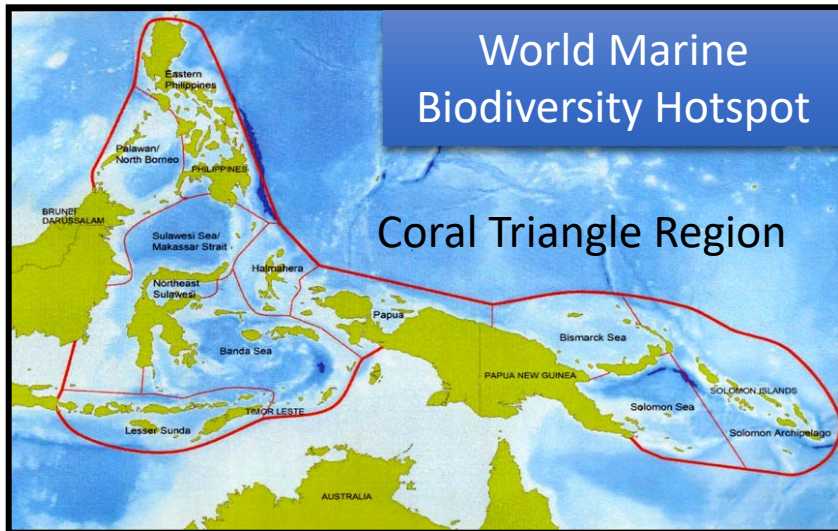 World Marine
Biodiversity Hotspot
Coral Triangle Region
Eastern
Philippines
Palawan/
North Borneo
PHILIPPINES
BRUNEI
DARUSSALAM
Sulawesi Sea/
Makassar Strait
Halmahera
Northeast
Sulawesi
Papua
Bismarck Sea
Banda Sea
PAPUA NEW GUINEA
SOLOMON ISLANDS
Solomon Sea
TIMOR LESTE
Lesser Sunda
Solomon Archipelago
AUSTRALIA